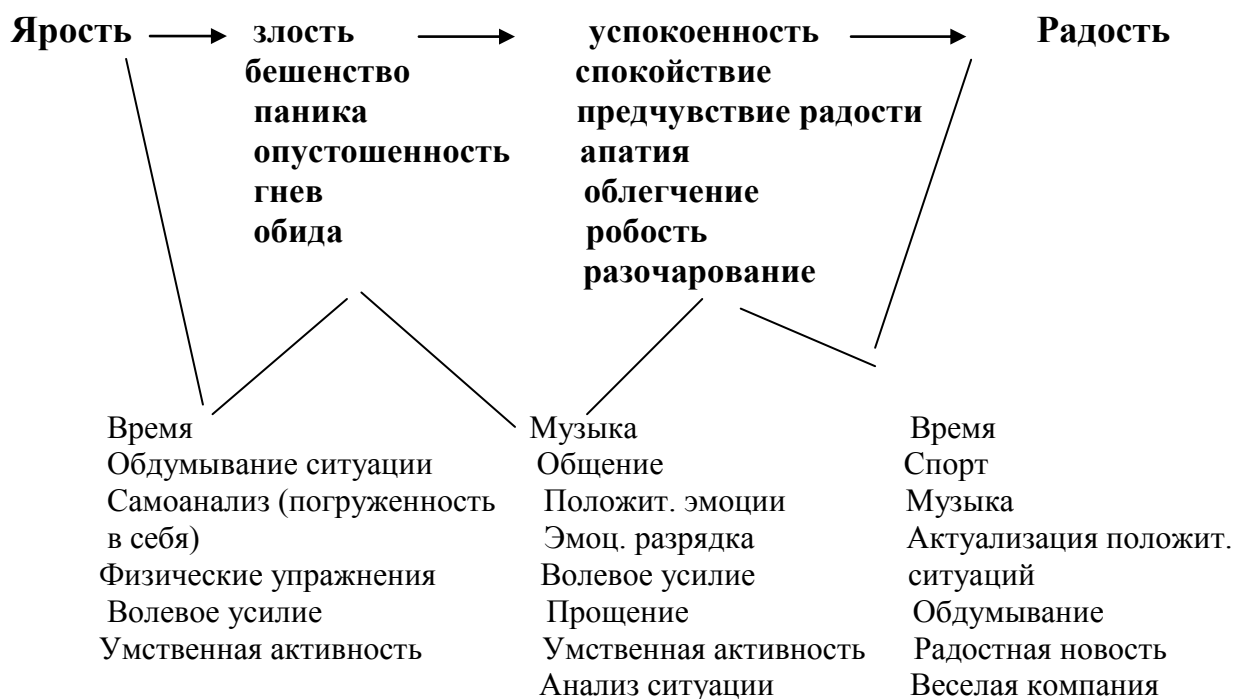 Ярость злость успокоенность Радость
бешенство спокойствие
паника предчувствие радости
опустошенность апатия
гнев облегчение
обида робость
разочарование
Время Музыка Время
Обдумывание ситуации Общение Спорт
Самоанализ (погруженность Положит. эмоции Музыка
в себя) Эмоц. разрядка Актуализация положит.
Физические упражнения Волевое усилие ситуаций
Волевое усилие Прощение Обдумывание
Умственная активность Умственная активность Радостная новость
Анализ ситуации Веселая компания